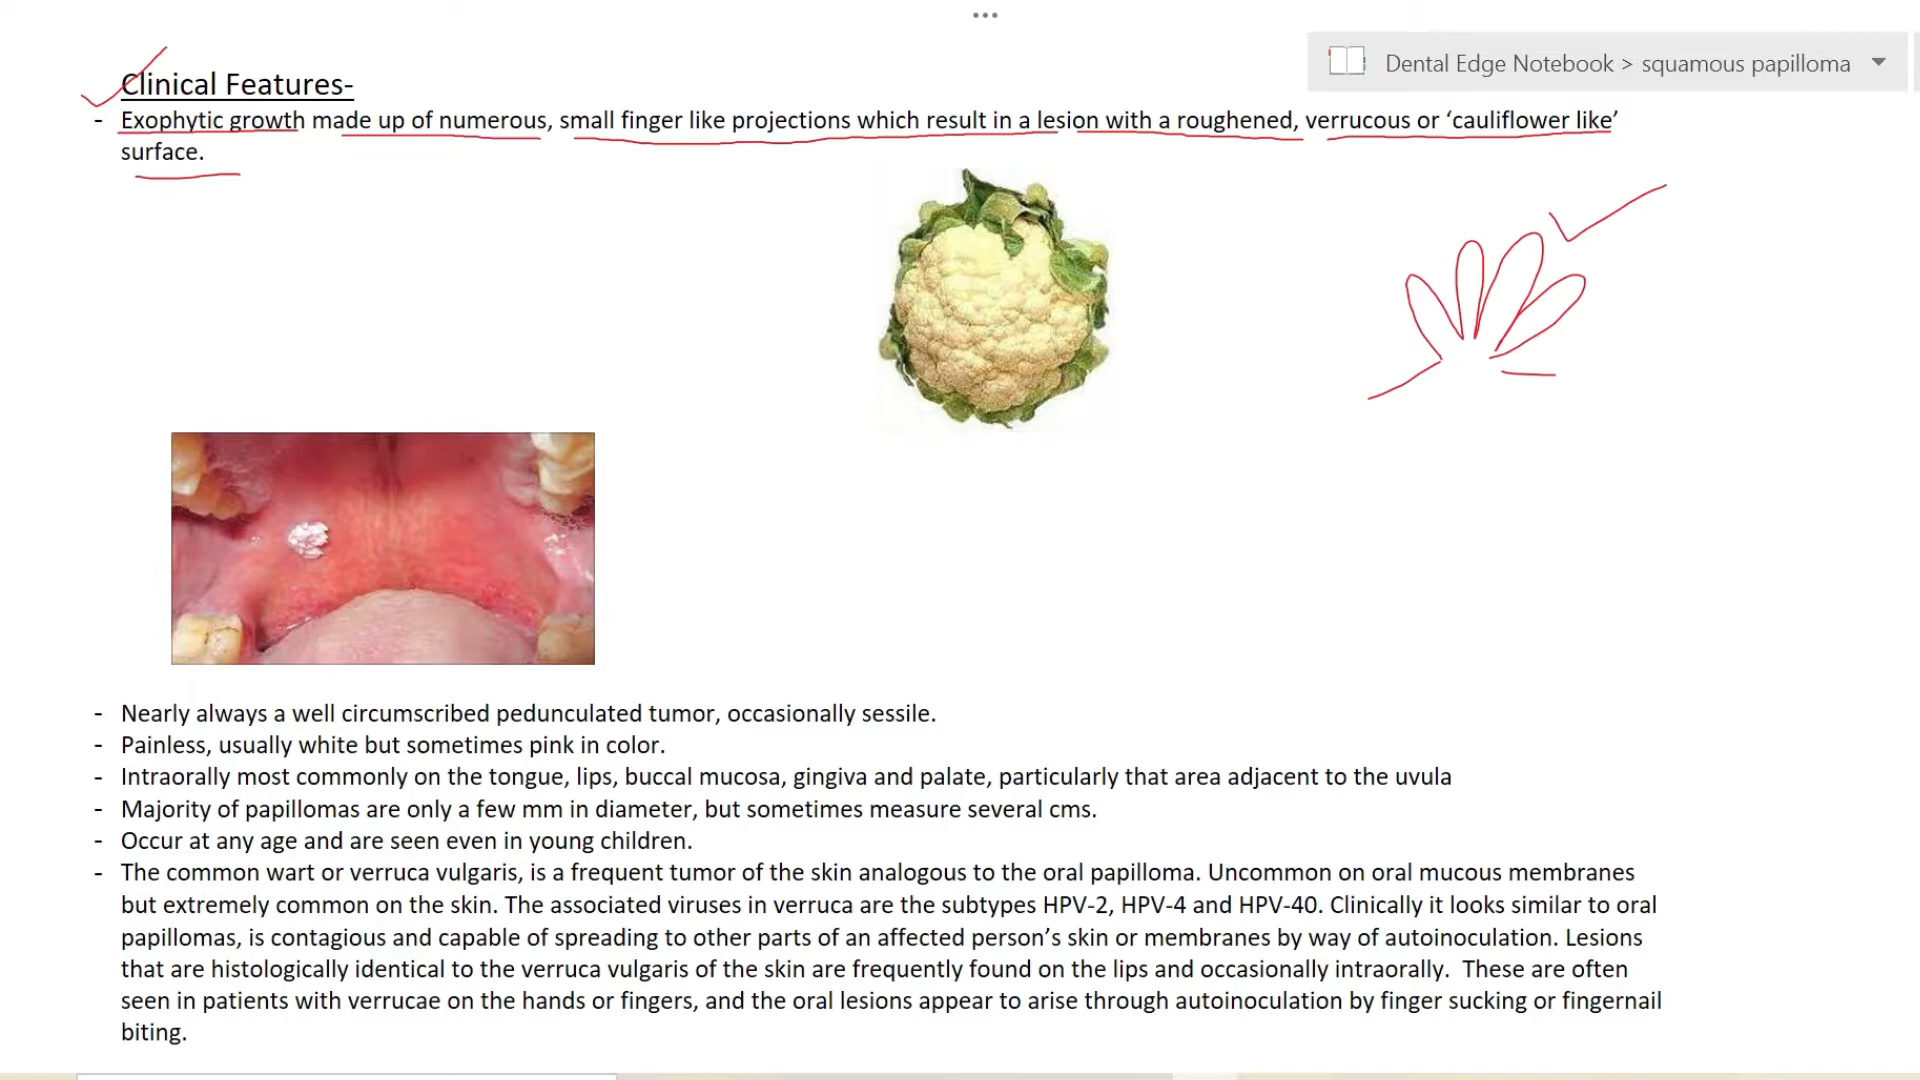 •••
Dental Edge Notebook > squamous papilloma
Clinical Features-
- Exophytic growth made up of numerous, small finger like projections which result in a lesion with a roughened, verrucous or ‘cauliflower like’
surface.
- Nearly always a well circumscribed pedunculated tumor, occasionally sessile.
- Painless, usually white but sometimes pink in color.
- Intraorally most commonly on the tongue, lips, buccal mucosa, gingiva and palate, particularly that area adjacent to the uvula
- Majority of papillomas are only a few mm in diameter, but sometimes measure several cms.
- Occur at any age and are seen even in young children.
- The common wart or verruca vulgaris, is a frequent tumor of the skin analogous to the oral papilloma. Uncommon on oral mucous membranes
but extremely common on the skin. The associated viruses in verruca are the subtypes HPV-2, HPV-4 and HPV-40. Clinically it looks similar to oral
papillomas, is contagious and capable of spreading to other parts of an affected person’s skin or membranes by way of autoinoculation. Lesions
that are histologically identical to the verruca vulgaris of the skin are frequently found on the lips and occasionally intraorally.  These are often
seen in patients with verrucae on the hands or fingers, and the oral lesions appear to arise through autoinoculation by finger sucking or fingernail
biting.